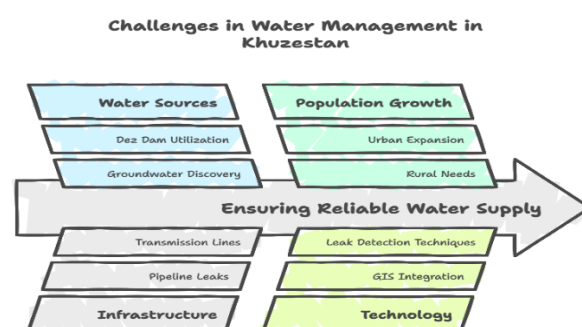 Challenges in Water Management in
Khuzestan
Water Sources
Population Growth
Dez Dam Utilization
Urban Expansion
Groundwater Discovery
Rural Needs
Ensuring Reliable Water Supply
Transmission Lines
Leak Detection Techniques
Pipeline Leaks
GIS Integration
Infrastructure
Technology